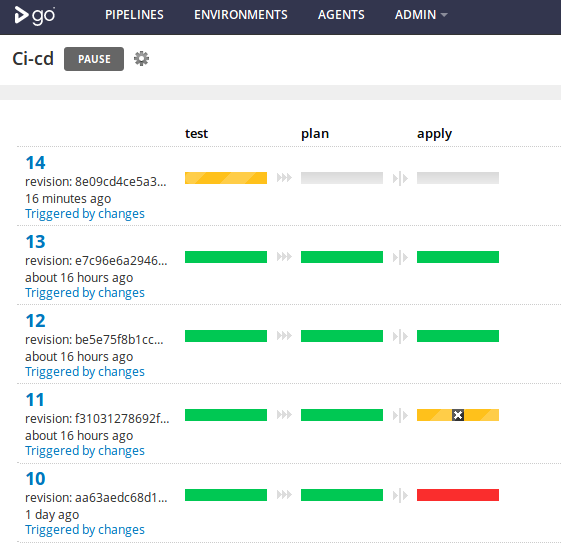 go
PIPELINES ENVIRONMENTS AGENTS ADMIN
Ci-cd PAUSE
test plan apply
14
revision: 8e09cd4ce5a3...
16 minutes ago
Triggered by changes
13
revision: e7c96e6a2946...
about 16 hours ago
Triggered by changes
12
revision: be5e75f8b1cc...
about 16 hours ago
Triggered by changes
11
revision: f31031278692f...
about 16 hours ago
Triggered by changes
10
revision: aa63aedc68d1...
1 day ago
Triggered by changes